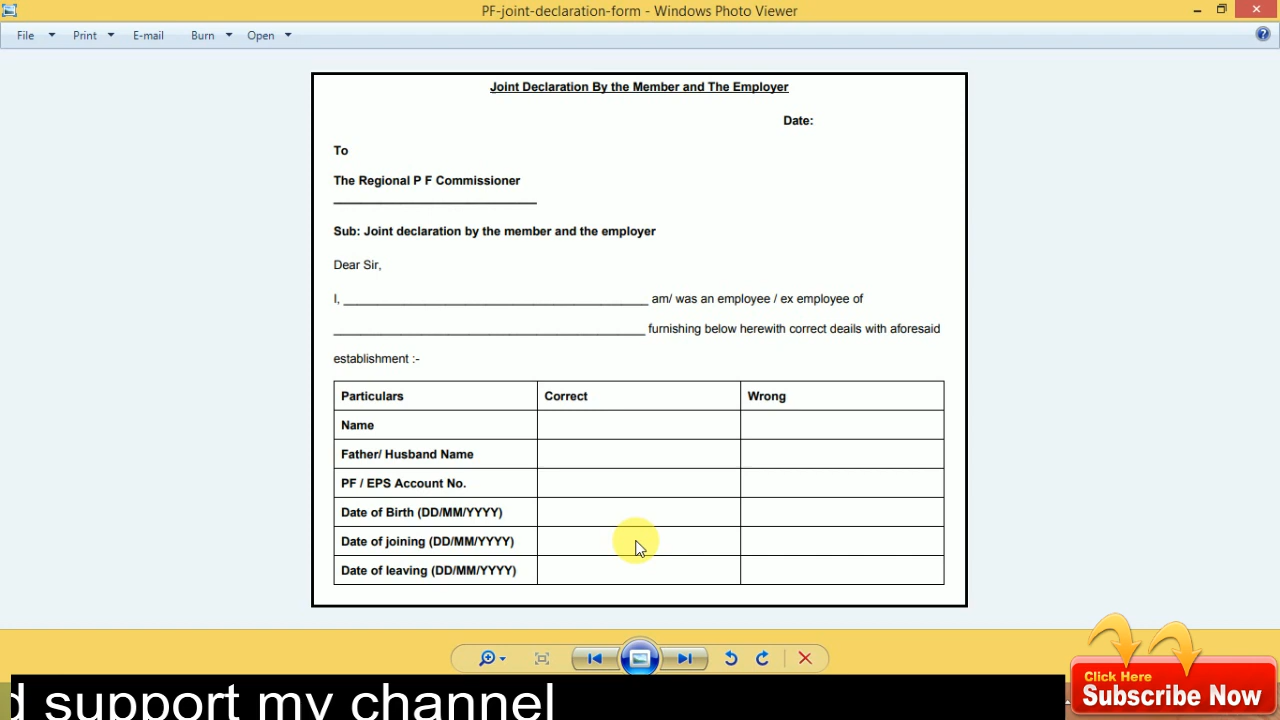 PF-joint-declaration-form - Windows Photo Viewer
File Print E-mail Burn Open
Joint Declaration By the Member and The Employer
Date:
To
The Regional P F Commissioner
Sub: Joint declaration by the member and the employer
Dear Sir,
I, ______________________________ am/ was an employee / ex employee of
______________________________ furnishing below herewith correct deails with aforesaid
establishment :-
Particulars Correct Wrong
Name
Father/ Husband Name
PF / EPS Account No.
Date of Birth (DD/MM/YYYY)
Date of joining (DD/MM/YYYY)
Date of leaving (DD/MM/YYYY)
Click Here
Subscribe Now
support my channel